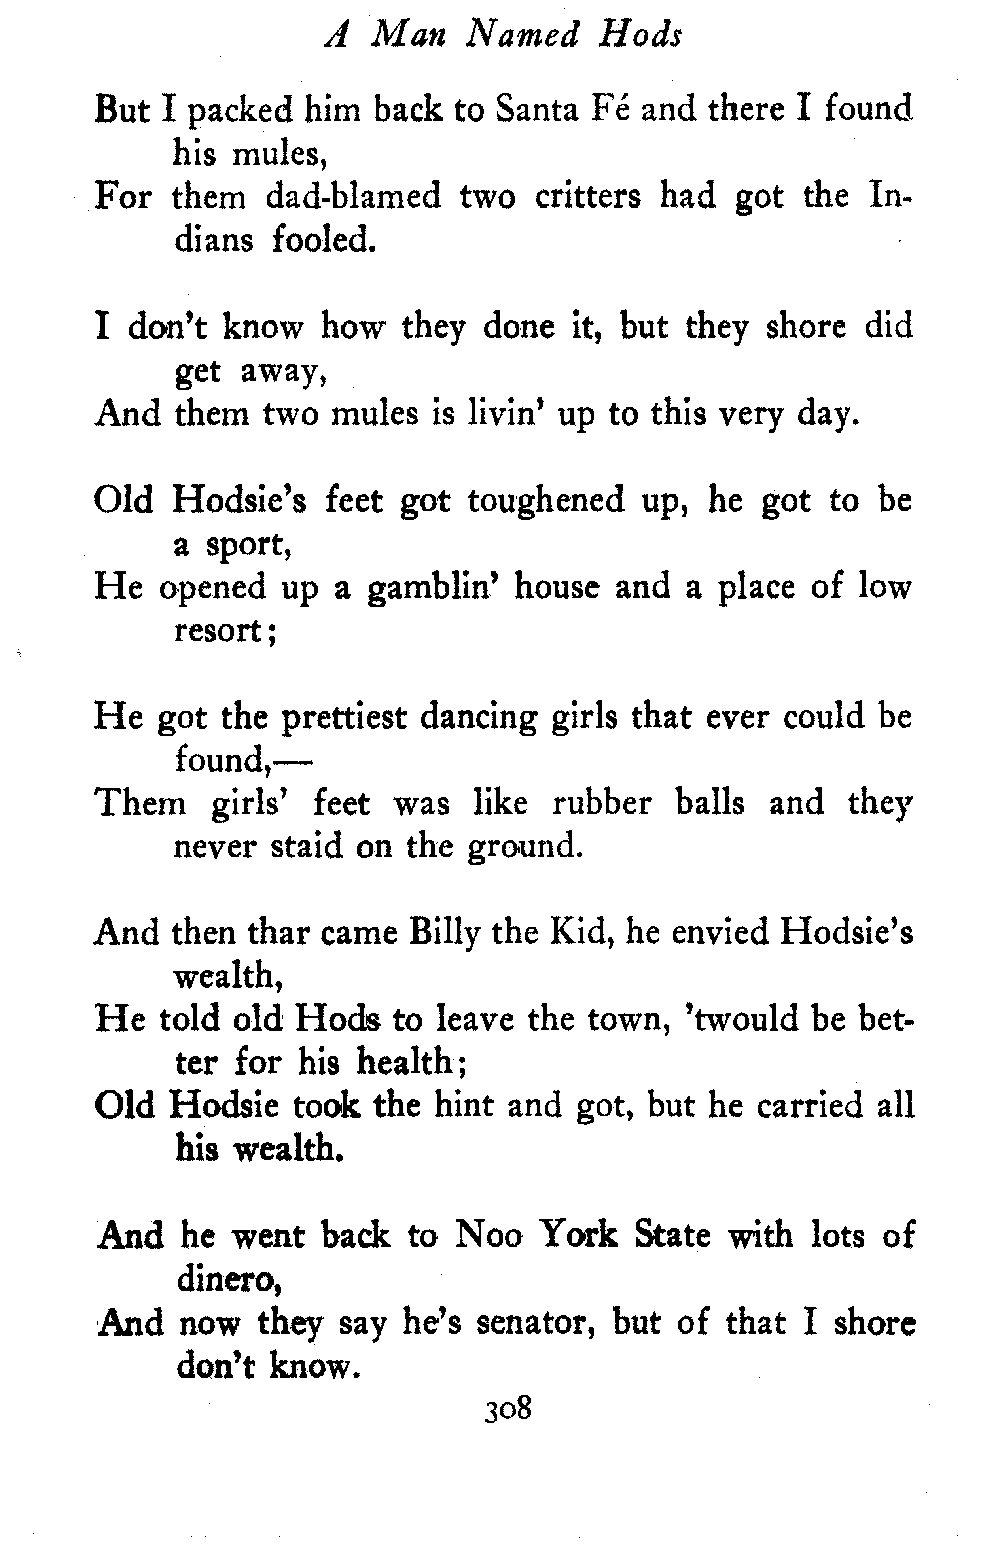 A Man Named Hods
But I packed him back to Santa Fé and there I found
his mules,
For them dad-blamed two critters had got the In-
dians fooled.
I don't know how they done it, but they shore did
get away,
And them two mules is livin' up to this very day.
Old Hodsie's feet got toughened up, he got to be
a sport,
He opened up a gamblin' house and a place of low
resort;
He got the prettiest dancing girls that ever could be
found,—
Them girls' feet was like rubber balls and they
never staid on the ground.
And then thar came Billy the Kid, he envied Hodsie's
wealth,
He told old Hods to leave the town, 'twould be bet-
ter for his health;
Old Hodsie took the hint and got, but he carried all
his wealth.
And he went back to Noo York State with lots of
dinero,
And now they say he's senator, but of that I shore
don't know.
308